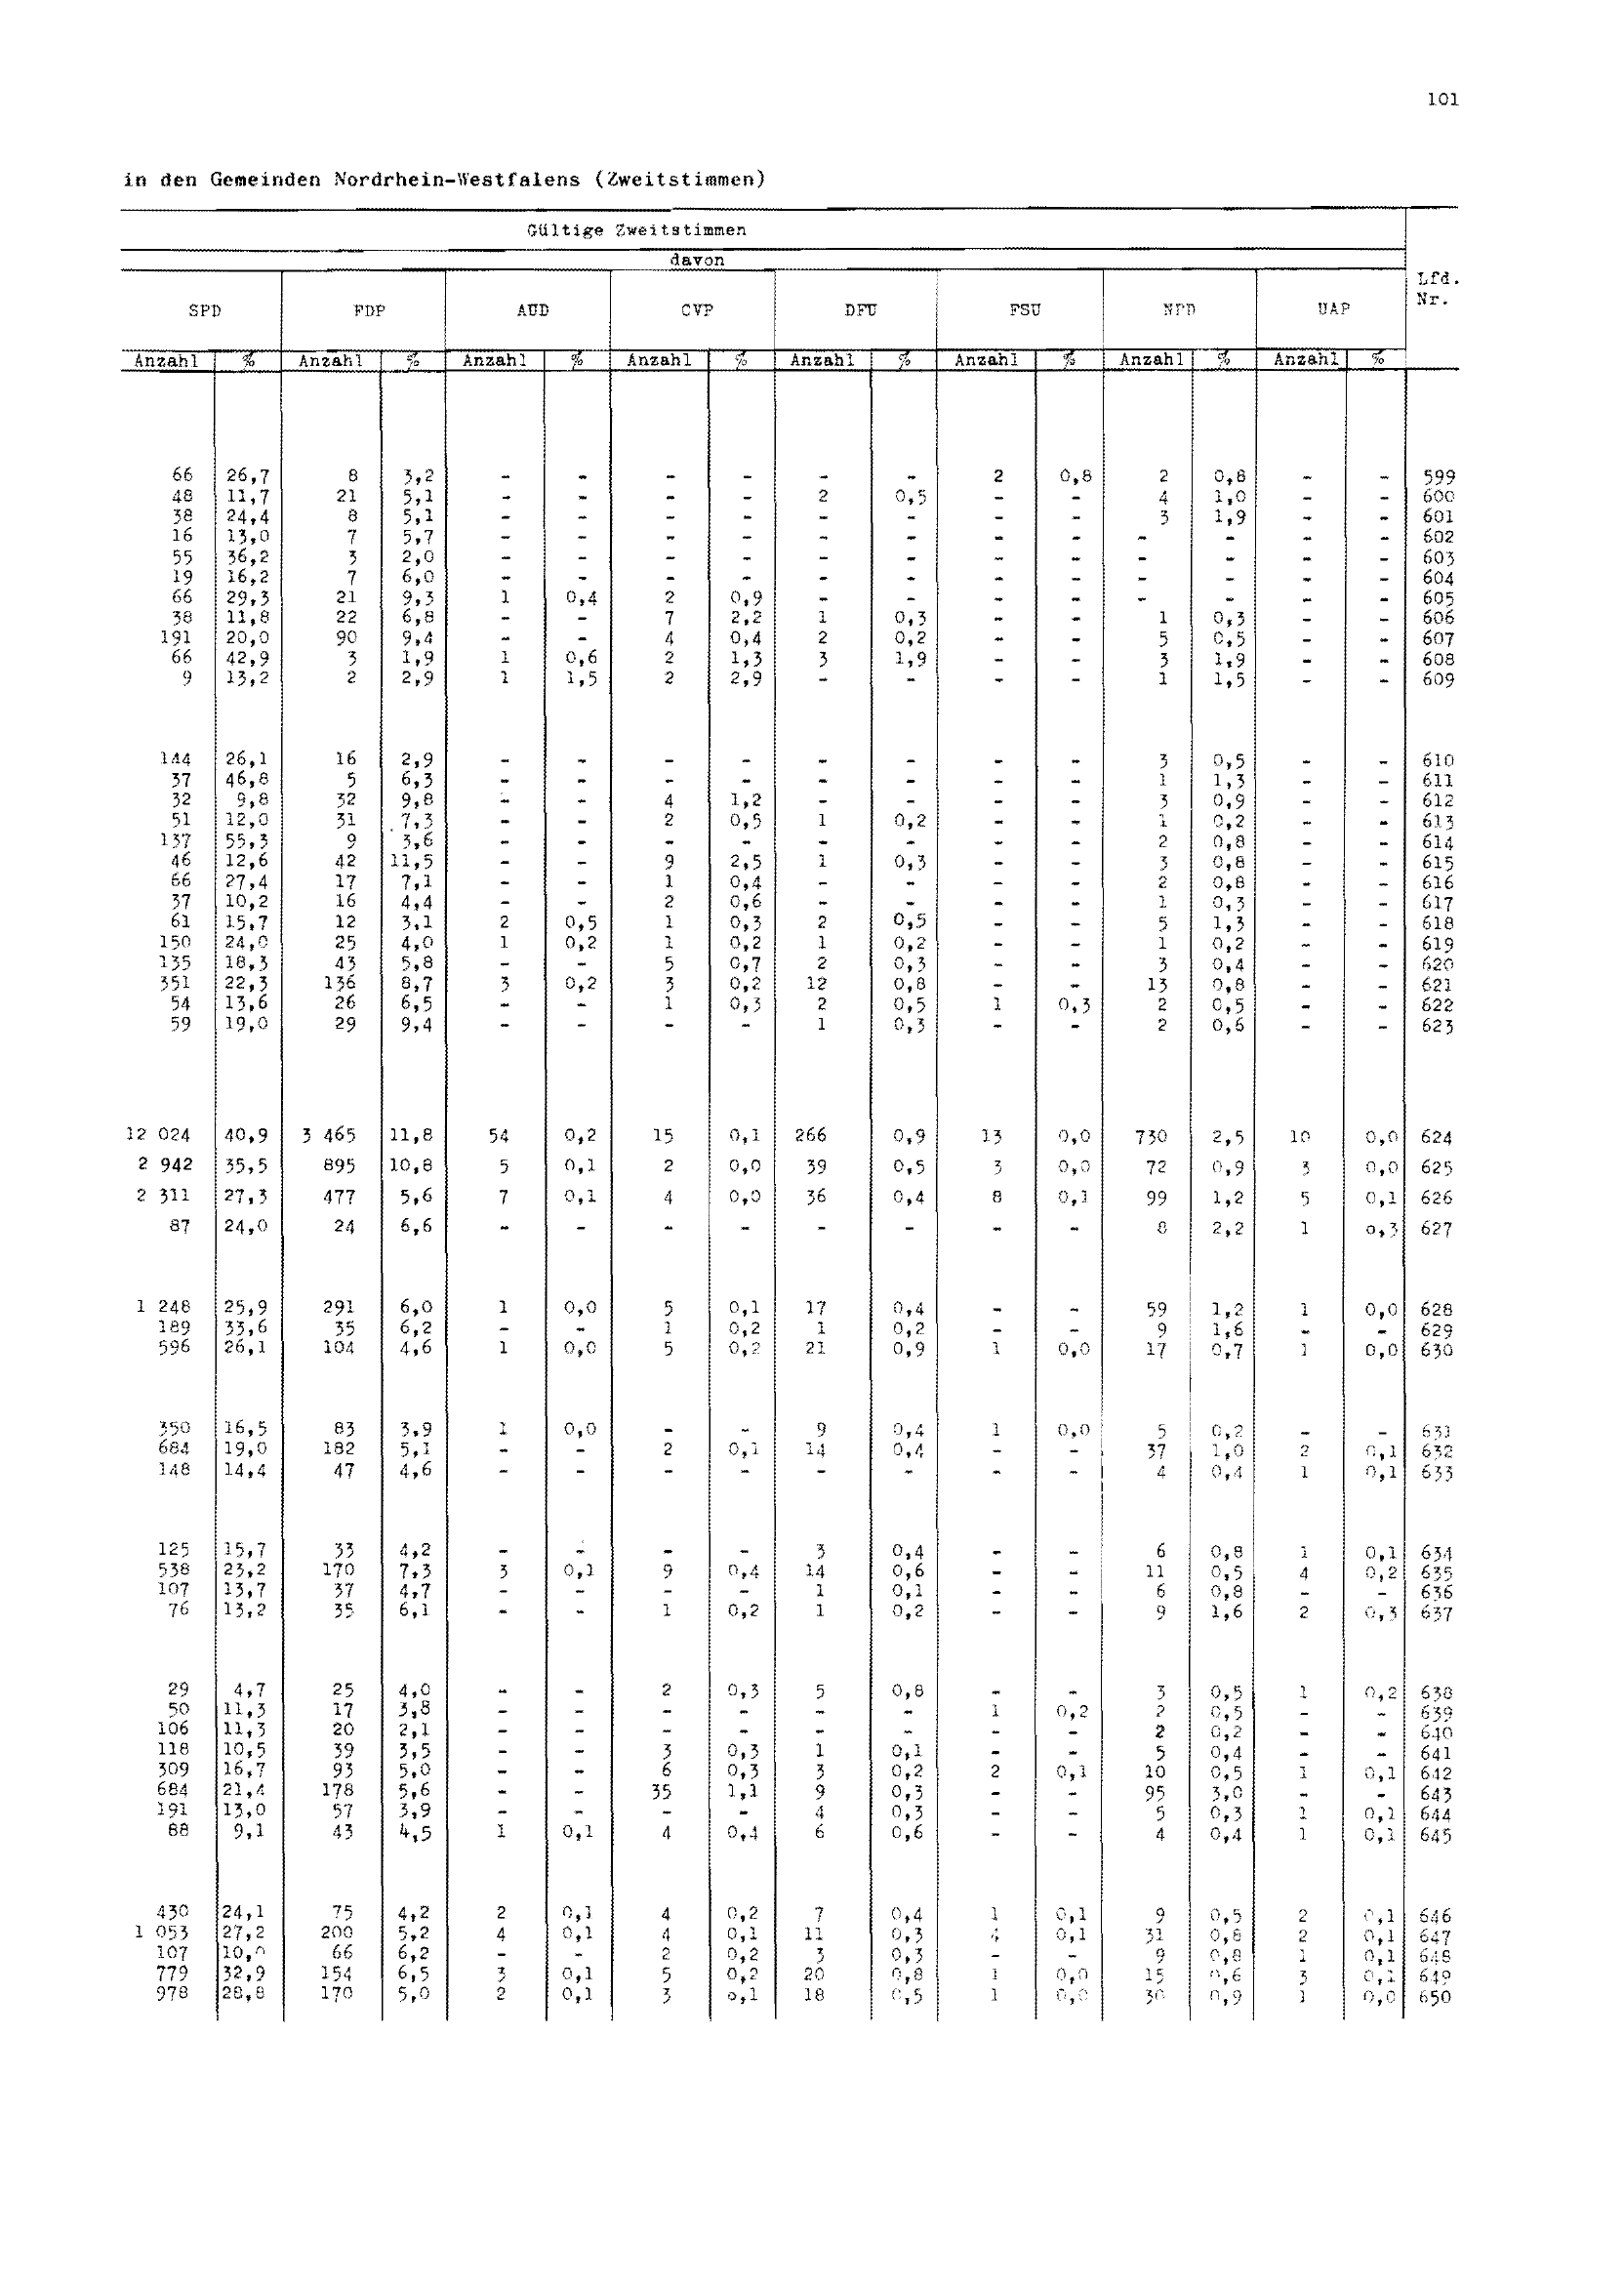 101
in den Gemeinden Nordrhein-Westfalens (Zweitstimmen)
Gültige Zweitstimmen
davon
Lfd. Nr.
SPD FDP AUD CVP DFU FSU NPD UAP
Anzahl % Anzahl % Anzahl % Anzahl % Anzahl % Anzahl % Anzahl % Anzahl %
66 26,7 8 3,2 - - - - - - 2 0,8 2 0,8 - - 599
48 11,7 21 5,1 - - - - 2 0,5 - - 4 1,0 - - 600
38 24,4 8 5,1 - - - - - - - - 3 1,9 - - 601
16 13,0 7 5,7 - - - - - - - - - - - - 602
55 36,2 3 2,0 - - - - - - - - - - - - 603
19 16,2 7 6,0 - - - - - - - - - - - - 604
66 29,3 21 9,3 1 0,4 2 0,9 - - - - - - - - 605
38 11,8 22 6,8 - - 7 2,2 1 0,3 - - 1 0,3 - - 606
191 20,0 90 9,4 - - 4 0,4 2 0,2 - - 5 0,5 - - 607
66 42,9 3 1,9 1 0,6 2 1,3 3 1,9 - - 3 1,9 - - 608
9 13,2 2 2,9 1 1,5 2 2,9 - - - - 1 1,5 - - 609
144 26,1 16 2,9 - - - - - - - - 3 0,5 - - 610
37 46,8 5 6,3 - - - - - - - - 1 1,3 - - 611
32 9,8 32 9,8 - - 4 1,2 - - - - 3 0,9 - - 612
51 12,0 31 7,3 - - 2 0,5 1 0,2 - - 1 0,2 - - 613
137 55,3 9 3,6 - - - - - - - - 2 0,8 - - 614
46 12,6 42 11,5 - - 9 2,5 1 0,3 - - 3 0,8 - - 615
66 27,4 17 7,1 - - 1 0,4 - - - - 2 0,8 - - 616
37 10,2 16 4,4 - - 2 0,6 - - - - 1 0,3 - - 617
61 15,7 12 3,1 2 0,5 1 0,3 2 0,5 - - 5 1,3 - - 618
150 24,0 25 4,0 1 0,2 1 0,2 1 0,2 - - 1 0,2 - - 619
135 18,3 43 5,8 - - 5 0,7 2 0,3 - - 3 0,4 - - 620
351 22,3 136 8,7 3 0,2 3 0,2 12 0,8 - - 13 0,8 - - 621
54 13,6 26 6,5 - - 1 0,3 2 0,5 1 0,3 2 0,5 - - 622
59 19,0 29 9,4 - - - - 1 0,3 - - 2 0,6 - - 623
12 024 40,9 3 465 11,8 54 0,2 15 0,1 266 0,9 13 0,0 730 2,5 10 0,0 624
2 942 35,5 895 10,8 5 0,1 2 0,0 39 0,5 3 0,0 72 0,9 3 0,0 625
2 311 27,3 477 5,6 7 0,1 4 0,0 36 0,4 8 0,1 99 1,2 5 0,1 626
87 24,0 24 6,6 - - - - - - - - 8 2,2 1 0,3 627
1 248 25,9 291 6,0 1 0,0 5 0,1 17 0,4 - - 59 1,2 1 0,0 628
189 33,6 35 6,2 - - 1 0,2 1 0,2 - - 9 1,6 - - 629
596 26,1 104 4,6 1 0,0 5 0,2 21 0,9 1 0,0 17 0,7 1 0,0 630
350 16,5 83 3,9 1 0,0 - - 9 0,4 1 0,0 5 0,2 - - 631
684 19,0 182 5,1 - - 2 0,1 14 0,4 - - 37 1,0 2 0,1 632
148 14,4 47 4,6 - - - - - - - - 4 0,4 1 0,1 633
125 15,7 33 4,2 - - - - 3 0,4 - - 6 0,8 1 0,1 634
538 23,2 170 7,3 3 0,1 9 0,4 14 0,6 - - 11 0,5 4 0,2 635
107 13,7 37 4,7 - - - - 1 0,1 - - 6 0,8 - - 636
76 13,2 35 6,1 - - 1 0,2 1 0,2 - - 9 1,6 2 0,3 637
29 4,7 25 4,0 - - 2 0,3 5 0,8 - - 3 0,5 1 0,2 638
50 11,3 17 3,8 - - - - - - 1 0,2 2 0,5 - - 639
106 11,3 20 2,1 - - - - - - - - 2 0,2 - - 640
118 10,5 39 3,5 - - 3 0,3 1 0,1 - - 5 0,4 - - 641
309 16,7 93 5,0 - - 6 0,3 3 0,2 2 0,1 10 0,5 1 0,1 642
684 21,4 178 5,6 - - 35 1,1 9 0,3 - - 95 3,0 - - 643
191 13,0 57 3,9 - - - - 4 0,3 - - 5 0,3 1 0,1 644
88 9,1 43 4,5 1 0,1 4 0,4 6 0,6 - - 4 0,4 1 0,1 645
430 24,1 75 4,2 2 0,1 4 0,2 7 0,4 1 0,1 9 0,5 2 0,1 646
1 053 27,2 200 5,2 4 0,1 4 0,1 11 0,3 4 0,1 31 0,8 2 0,1 647
107 10,0 66 6,2 - - 2 0,2 3 0,3 - - 9 0,8 1 0,1 648
779 32,9 154 6,5 3 0,1 5 0,2 20 0,8 1 0,0 15 0,6 3 0,1 649
978 28,8 170 5,0 2 0,1 3 0,1 18 0,5 1 0,0 30 0,9 1 0,0 650